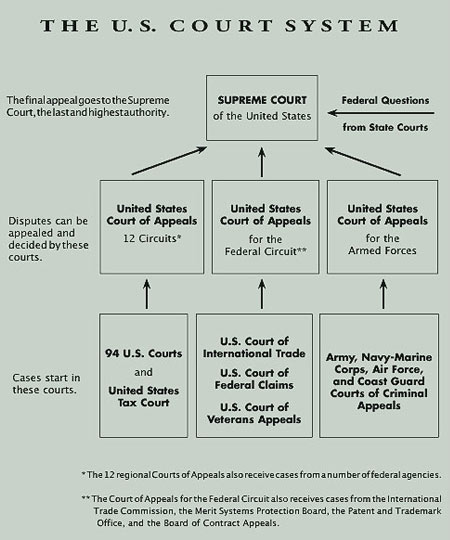 THE U.S. COURT SYSTEM
The final appeal goes to the Supreme
Court, the last and highest authority.
SUPREME COURT
of the United States
Federal Questions
from State Courts
Disputes can be
appealed and
decided by these
courts.
United States
Court of Appeals
12 Circuits*
United States
Court of Appeals
for the
Federal Circuit**
United States
Court of Appeals
for the
Armed Forces
Cases start in
these courts.
94 U.S. Courts
and
United States
Tax Court
U.S. Court of
International Trade
U.S. Court of
Federal Claims
U.S. Court of
Veterans Appeals
Army, Navy-Marine
Corps, Air Force,
and Coast Guard
Courts of Criminal
Appeals
* The 12 regional Courts of Appeals also receive cases from a number of federal agencies.
** The Court of Appeals for the Federal Circuit also receives cases from the International
Trade Commission, the Merit Systems Protection Board, the Patent and Trademark
Office, and the Board of Contract Appeals.